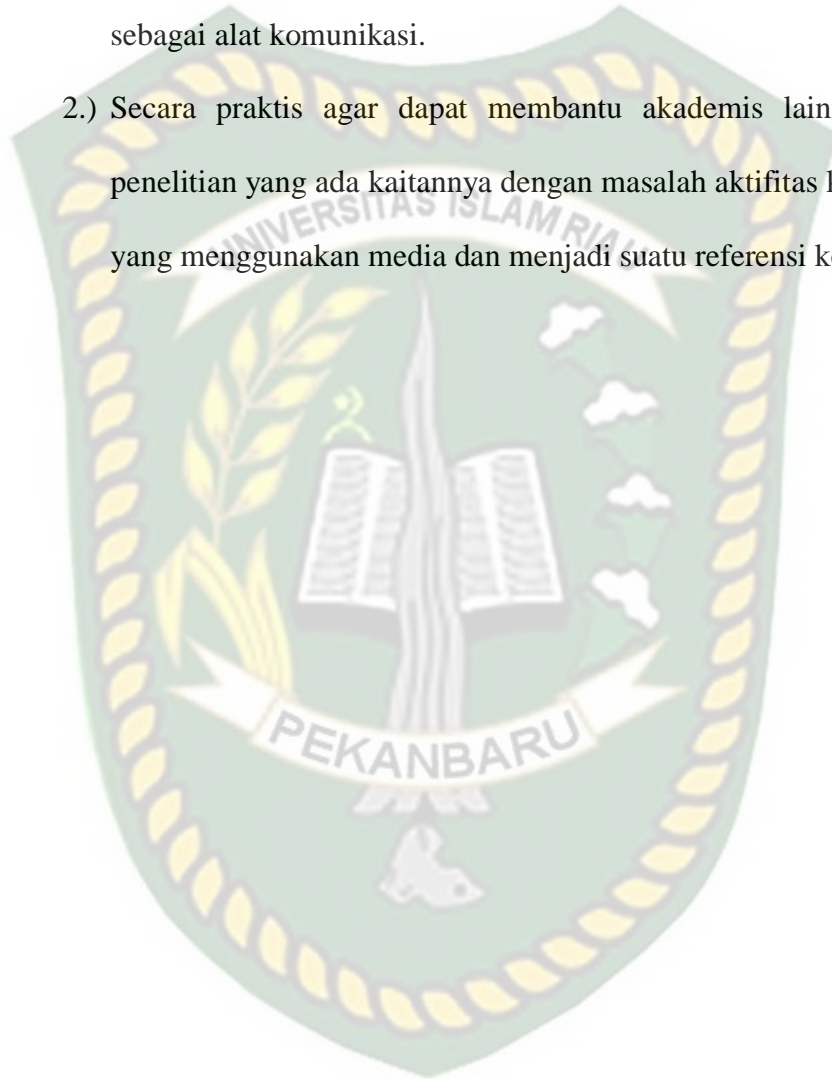 sebagai alat komunikasi.
2.) Secara praktis agar dapat membantu akademis lain
penelitian yang ada kaitannya dengan masalah aktifitas
UNIVERSITAS ISLAM RIAU
yang menggunakan media dan menjadi suatu referensi
PEKANBARU